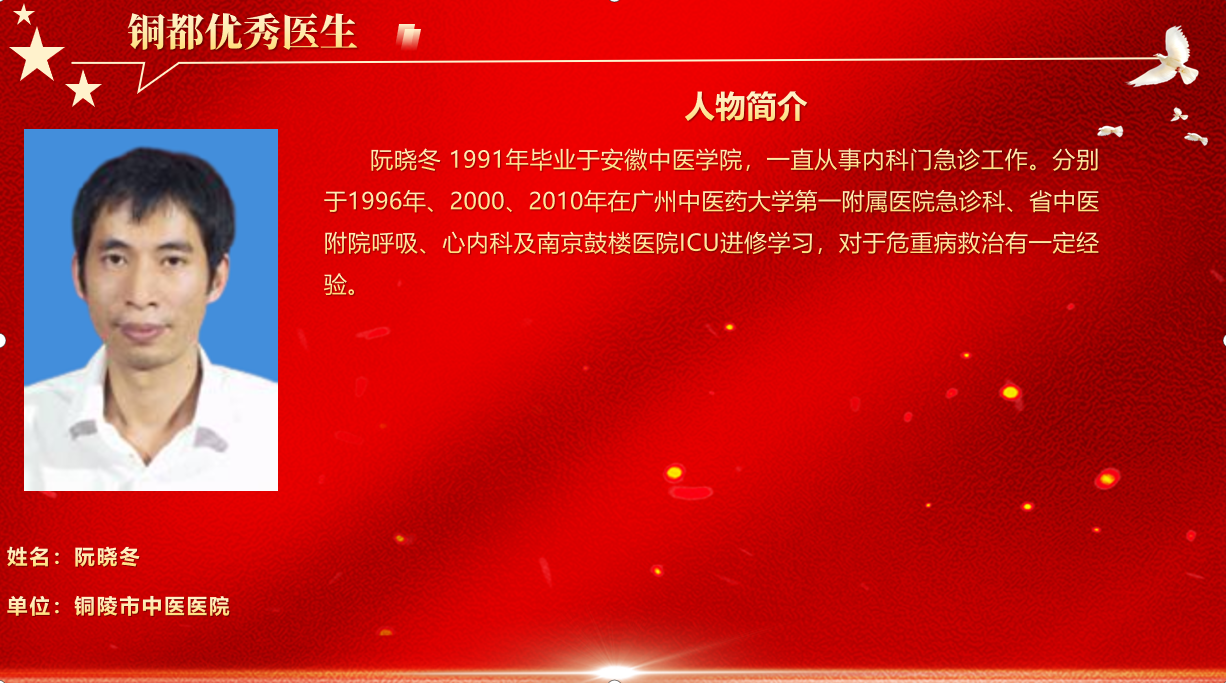 铜都优秀医生
人物简介
阮晓冬 1991年毕业于安徽中医学院，一直从事内科门急诊工作。分别
于1996年、2000、2010年在广州中医药大学第一附属医院急诊科、省中医
附院呼吸、心内科及南京鼓楼医院ICU进修学习，对于危重病救治有一定经
验。
姓名：阮晓冬
单位：铜陵市中医医院